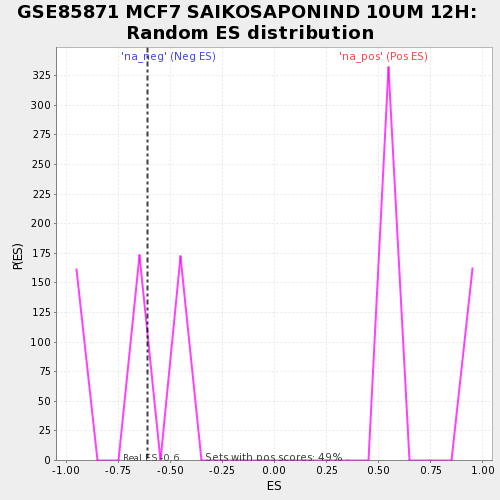 GSE85871 MCF7 SAIKOSAPONIND 10UM 12H:
Random ES distribution
'na_neg' (Neg ES)
'na_pos' (Pos ES)
P(ES)
325
300
275
250
225
200
175
150
125
100
75
50
25
0
Real ES -0.6
Sets with pos scores: 49%
-1.00 -0.75 -0.50 -0.25 0.00 0.25 0.50 0.75 1.00
ES